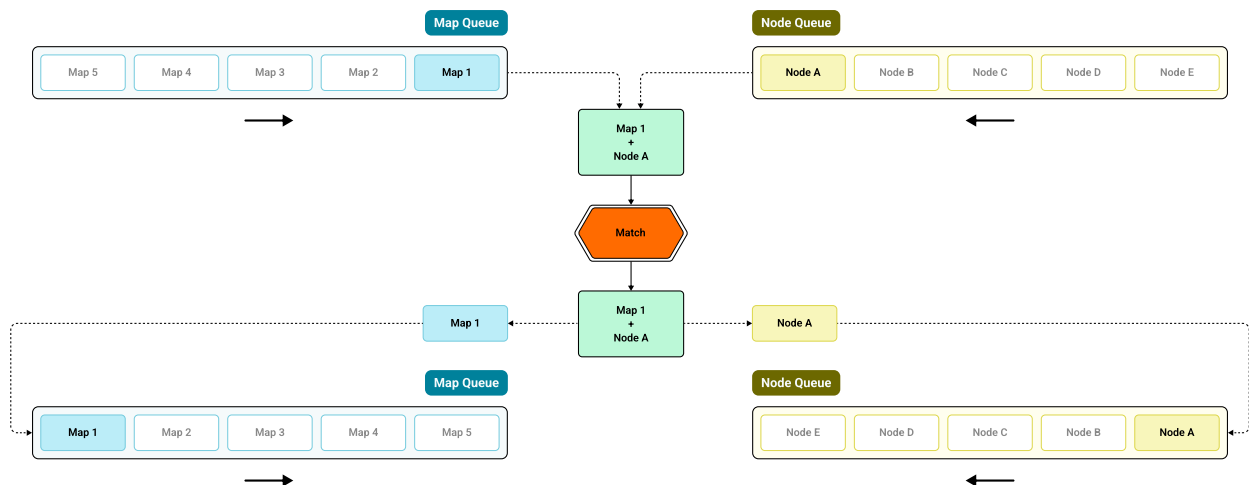 Map Queue
Node Queue
Map 5
Map 4
Map 3
Map 2
Map 1
Node A
Node B
Node C
Node D
Node E
Map 1
+
Node A
Match
Map 1
Map 1
+
Node A
Node A
Map Queue
Node Queue
Map 1
Map 2
Map 3
Map 4
Map 5
Node E
Node D
Node C
Node B
Node A